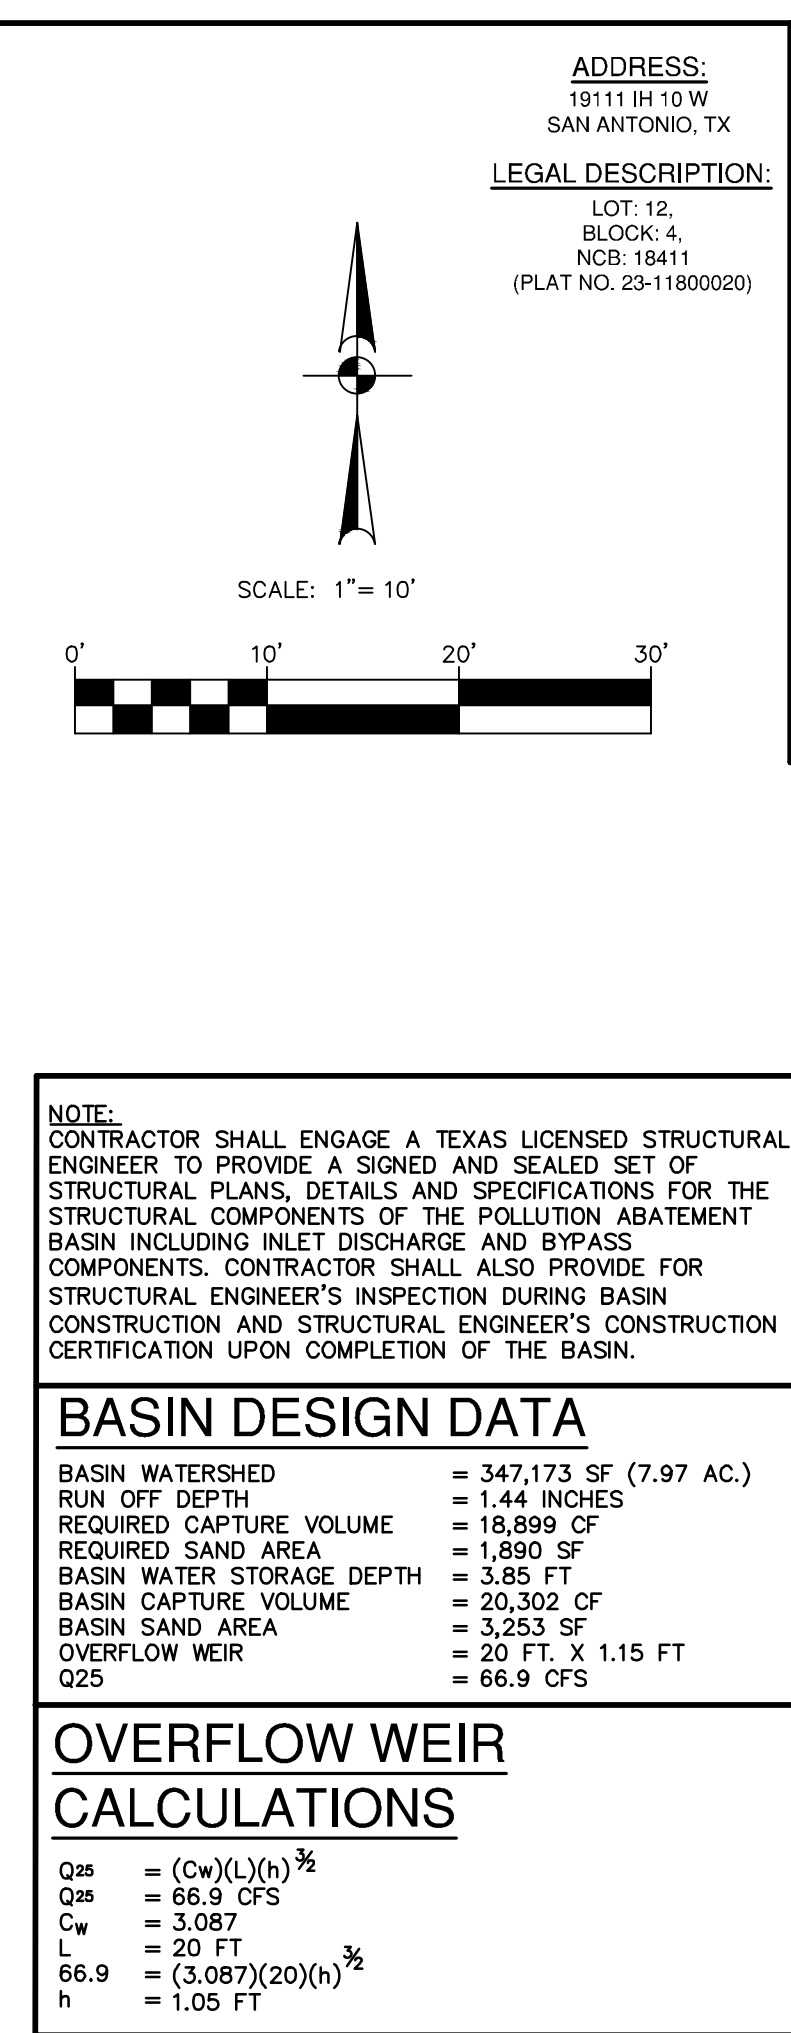 ADDRESS:
19111 IH 10 W
SAN ANTONIO, TX
LEGAL DESCRIPTION:
LOT: 12,
BLOCK: 4,
NCB: 18411
(PLAT NO. 23-11800020)
SCALE: 1"= 10'
0' 10' 20' 30'
NOTE:
CONTRACTOR SHALL ENGAGE A TEXAS LICENSED STRUCTURAL
ENGINEER TO PROVIDE A SIGNED AND SEALED SET OF
STRUCTURAL PLANS, DETAILS AND SPECIFICATIONS FOR THE
STRUCTURAL COMPONENTS OF THE POLLUTION ABATEMENT
BASIN INCLUDING INLET DISCHARGE AND BYPASS
COMPONENTS. CONTRACTOR SHALL ALSO PROVIDE FOR
STRUCTURAL ENGINEER'S INSPECTION DURING BASIN
CONSTRUCTION AND STRUCTURAL ENGINEER'S CONSTRUCTION
CERTIFICATION UPON COMPLETION OF THE BASIN.
BASIN DESIGN DATA
BASIN WATERSHED = 347,173 SF (7.97 AC.)
RUN OFF DEPTH = 1.44 INCHES
REQUIRED CAPTURE VOLUME = 18,899 CF
REQUIRED SAND AREA = 1,890 SF
BASIN WATER STORAGE DEPTH = 3.85 FT
BASIN CAPTURE VOLUME = 20,302 CF
BASIN SAND AREA = 3,253 SF
OVERFLOW WEIR = 20 FT. X 1.15 FT
Q25 = 66.9 CFS
OVERFLOW WEIR
CALCULATIONS
Q25 = (Cw)(L)(h)^3/2
Q25 = 66.9 CFS
Cw = 3.087
L = 20 FT
66.9 = (3.087)(20)(h)^3/2
h = 1.05 FT